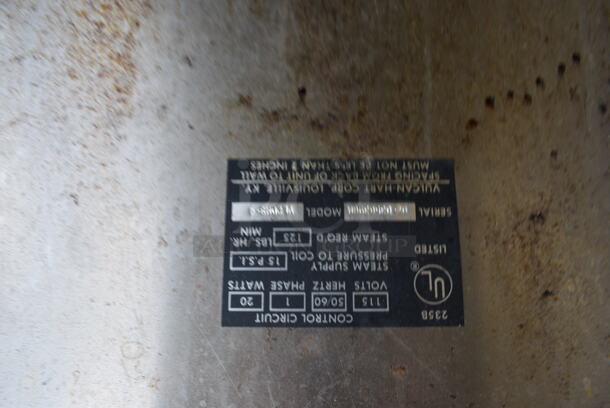 235B
CONTROL CIRCUIT
115 50/60 1 20
VOLTS HERTZ PHASE WATTS
UL ®
LISTED
STEAM SUPPLY
PRESSURE TO COIL 15 P.S.I.
STEAM REQ'D 125 LBS. / HR. MIN
SERIAL MODEL
VULCAN-HART CORP. LOUISVILLE, KY.
SPACING FROM BACK OF UNIT TO WALL
MUST NOT BE LESS THAN 3 INCHES